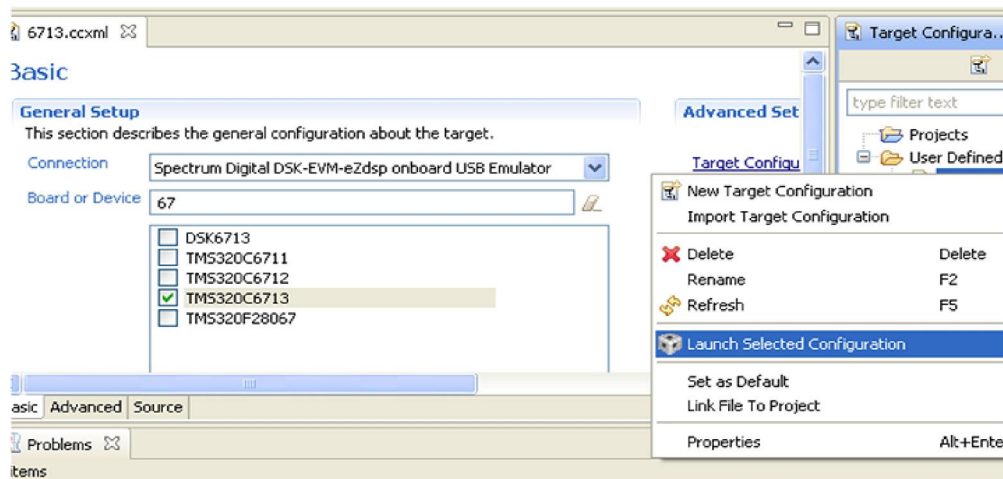 6713.ccxml
Basic
General Setup
This section describes the general configuration about the target.
Connection
Spectrum Digital DSK-EVM-eZdsp onboard USB Emulator
Board or Device
67
DSK6713
TMS320C6711
TMS320C6712
TMS320C6713
TMS320F28067
Advanced Set
Target Configu
asic Advanced Source
Problems
items
Target Configura...
type filter text
Projects
User Defined
New Target Configuration
Import Target Configuration
Delete Delete
Rename F2
Refresh F5
Launch Selected Configuration
Set as Default
Link File To Project
Properties Alt+Ente